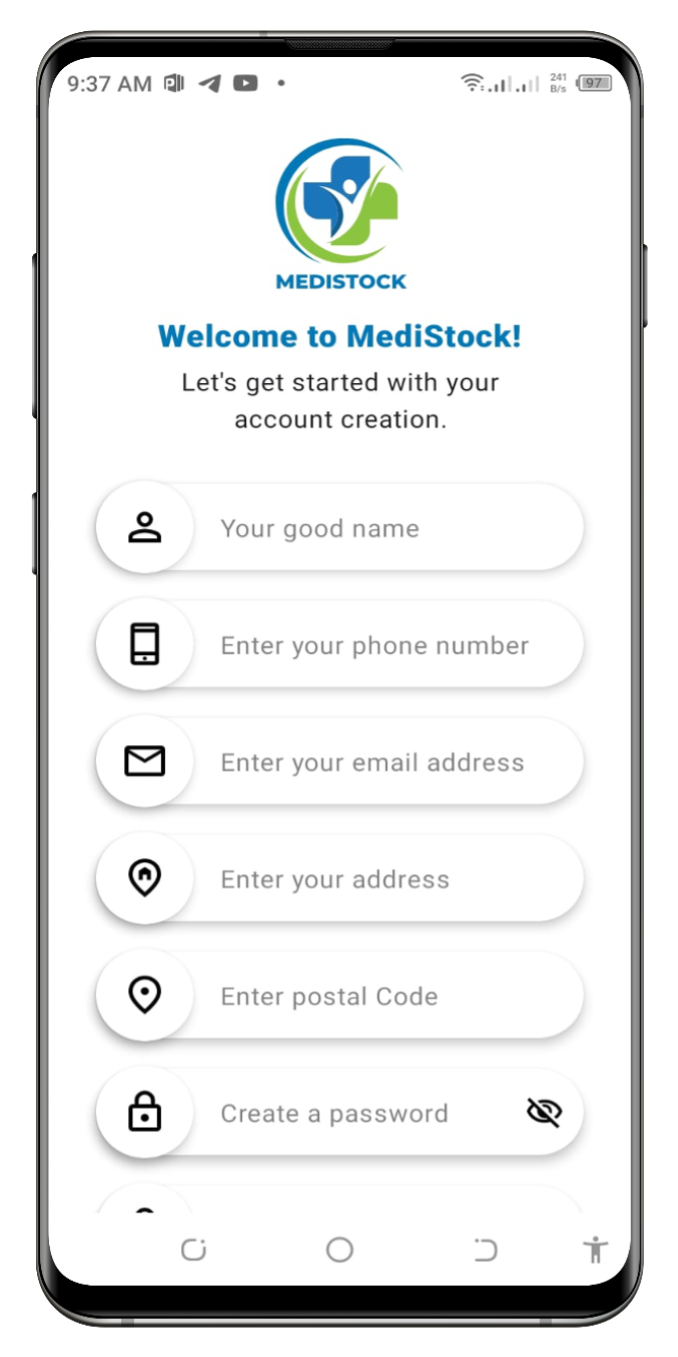 9:37 AM 241 B/s 97
MEDISTOCK
Welcome to MediStock!
Let's get started with your
account creation.
Your good name
Enter your phone number
Enter your email address
Enter your address
Enter postal Code
Create a password